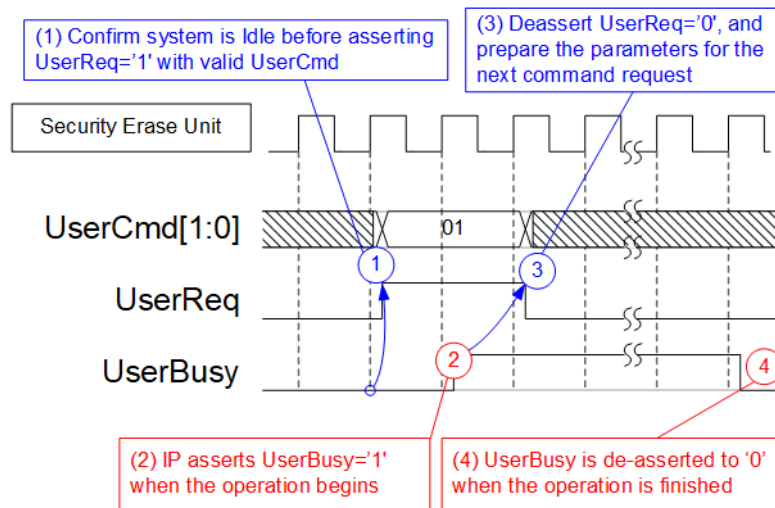 (1) Confirm system is Idle before asserting
UserReq='1' with valid UserCmd
(3) Deassert UserReq='0', and
prepare the parameters for the
next command request
Security Erase Unit
UserCmd[1:0]
01
1
3
UserReq
2
4
UserBusy
(2) IP asserts UserBusy='1'
when the operation begins
(4) UserBusy is de-asserted to ‘0’
when the operation is finished